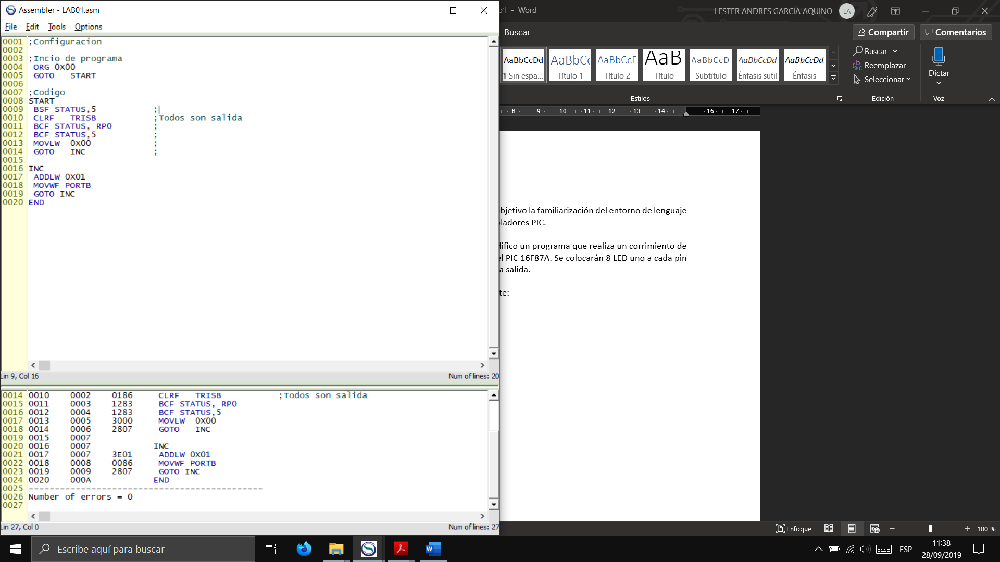 Assembler - LAB01.asm
File Edit Tools Options
0001 ;Configuracion
0002
0003 ;Incio de programa
0004 ORG 0X00
0005 GOTO START
0006
0007 ;Codigo
0008 START
0009 BSF STATUS,5 ;
0010 CLRF TRISB ;Todos son salida
0011 BCF STATUS, RP0 ;
0012 BCF STATUS,5 ;
0013 MOVLW 0X00 ;
0014 GOTO INC ;
0015
0016 INC
0017 ADDLW 0X01
0018 MOVWF PORTB
0019 GOTO INC
0020 END
Lin 9, Col 16 Num of lines: 20
0014 0010 0002 0186 CLRF TRISB ;Todos son salida
0015 0011 0003 1283 BCF STATUS, RP0
0016 0012 0004 1283 BCF STATUS,5
0017 0013 0005 3000 MOVLW 0X00
0018 0014 0006 2807 GOTO INC
0019 0015 0007
0020 0016 0007 INC
0021 0017 0007 3E01 ADDLW 0X01
0022 0018 0008 0086 MOVWF PORTB
0023 0019 0009 2807 GOTO INC
0024 0020 000A END
0025 ---------------------------------------------
0026 Number of errors = 0
0027
Lin 27, Col 0 Num of lines: 27
o1 - Word LESTER ANDRES GARCIA AQUINO LA
Buscar Compartir Comentarios
AaBbCcDd AaBbCc AaBbCcD AaB AaBbCcD AaBbCcDd AaBbCcDd
¶ Sin espa... Título 1 Título 2 Título Subtítulo Énfasis sutil Énfasis
Estilos
Buscar
Reemplazar
Seleccionar
Edición
Dictar
Voz
8 9 10 11 12 13 14 16 17
bjetivo la familiarización del entorno de lenguaje
ladores PIC.
difico un programa que realiza un corrimiento de
el PIC 16F87A. Se colocarán 8 LED uno a cada pin
a salida.
te:
Enfoque 100 %
Escribe aquí para buscar
ESP
11:38
28/09/2019